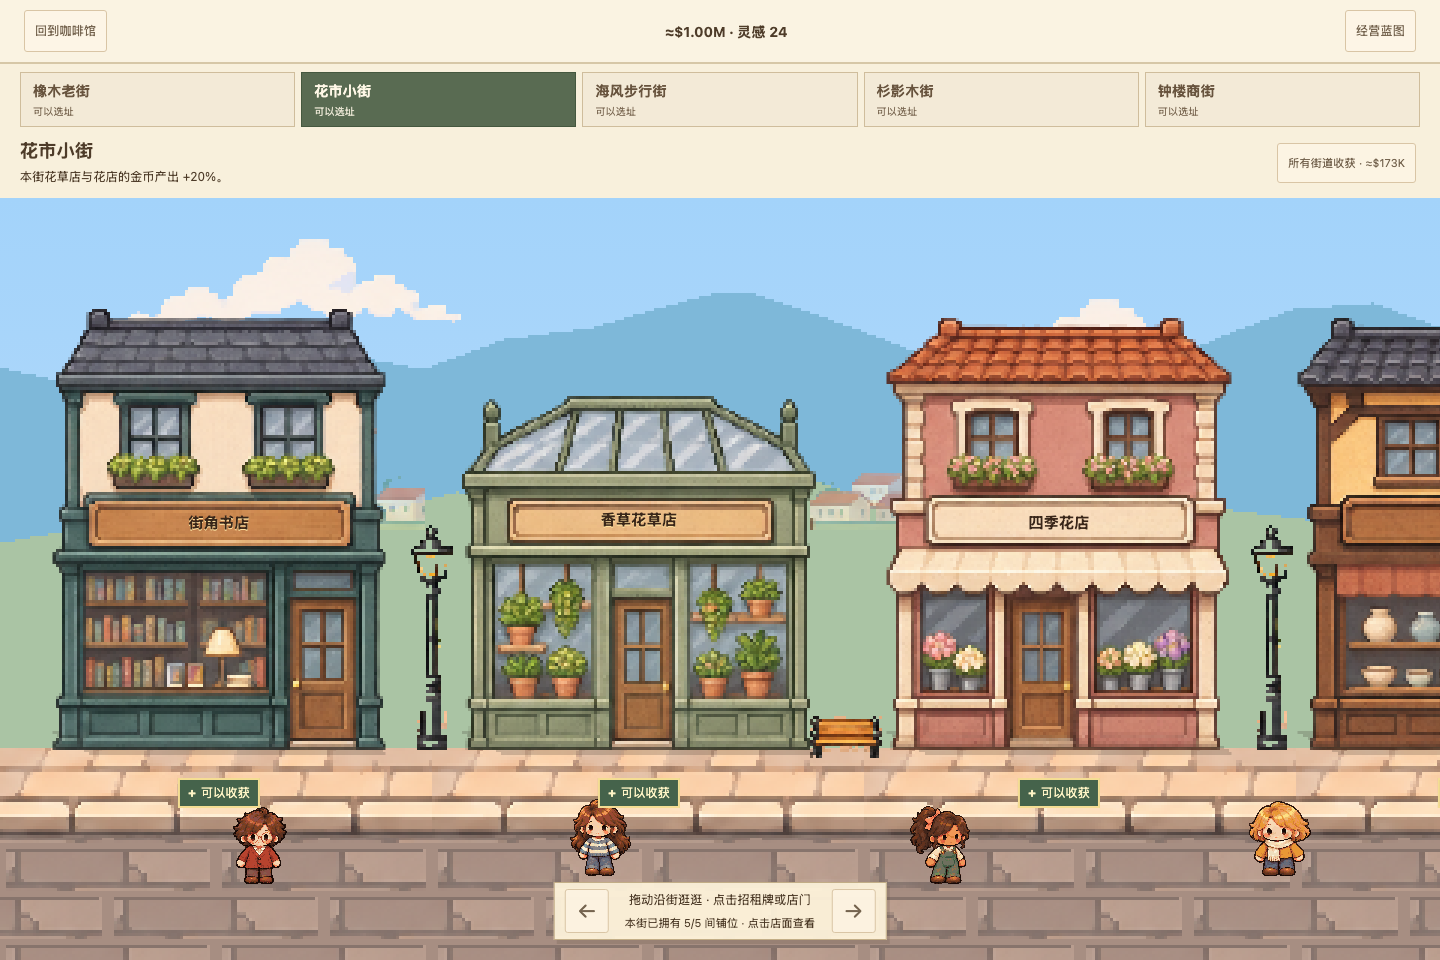 回到咖啡馆
≈$1.00M · 灵感 24
经营蓝图
橡木老街
可以选址
花市小街
可以选址
海风步行街
可以选址
杉影木街
可以选址
钟楼商街
可以选址
花市小街
本街花草店与花店的金币产出 +20%。
所有街道收获 · ≈$173K
街角书店
香草花草店
四季花店
+ 可以收获
+ 可以收获
+ 可以收获
拖动沿街逛逛 · 点击招租牌或店门
本街已拥有 5/5 间铺位 · 点击店面查看